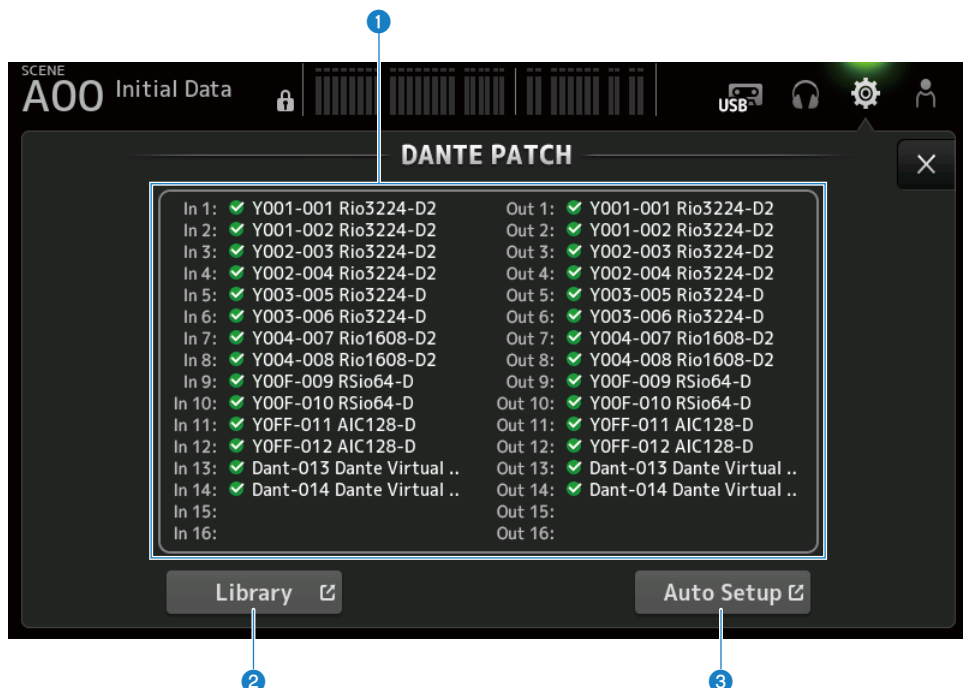 1
SCENE
A00 Initial Data
USB
DANTE PATCH
In 1: Y001-001 Rio3224-D2 Out 1: Y001-001 Rio3224-D2
In 2: Y001-002 Rio3224-D2 Out 2: Y001-002 Rio3224-D2
In 3: Y002-003 Rio3224-D2 Out 3: Y002-003 Rio3224-D2
In 4: Y002-004 Rio3224-D2 Out 4: Y002-004 Rio3224-D2
In 5: Y003-005 Rio3224-D Out 5: Y003-005 Rio3224-D
In 6: Y003-006 Rio3224-D Out 6: Y003-006 Rio3224-D
In 7: Y004-007 Rio1608-D2 Out 7: Y004-007 Rio1608-D2
In 8: Y004-008 Rio1608-D2 Out 8: Y004-008 Rio1608-D2
In 9: Y00F-009 RSio64-D Out 9: Y00F-009 RSio64-D
In 10: Y00F-010 RSio64-D Out 10: Y00F-010 RSio64-D
In 11: Y0FF-011 AIC128-D Out 11: Y0FF-011 AIC128-D
In 12: Y0FF-012 AIC128-D Out 12: Y0FF-012 AIC128-D
In 13: Dant-013 Dante Virtual .. Out 13: Dant-013 Dante Virtual ..
In 14: Dant-014 Dante Virtual .. Out 14: Dant-014 Dante Virtual ..
In 15: Out 15:
In 16: Out 16:
Library Auto Setup
2 3